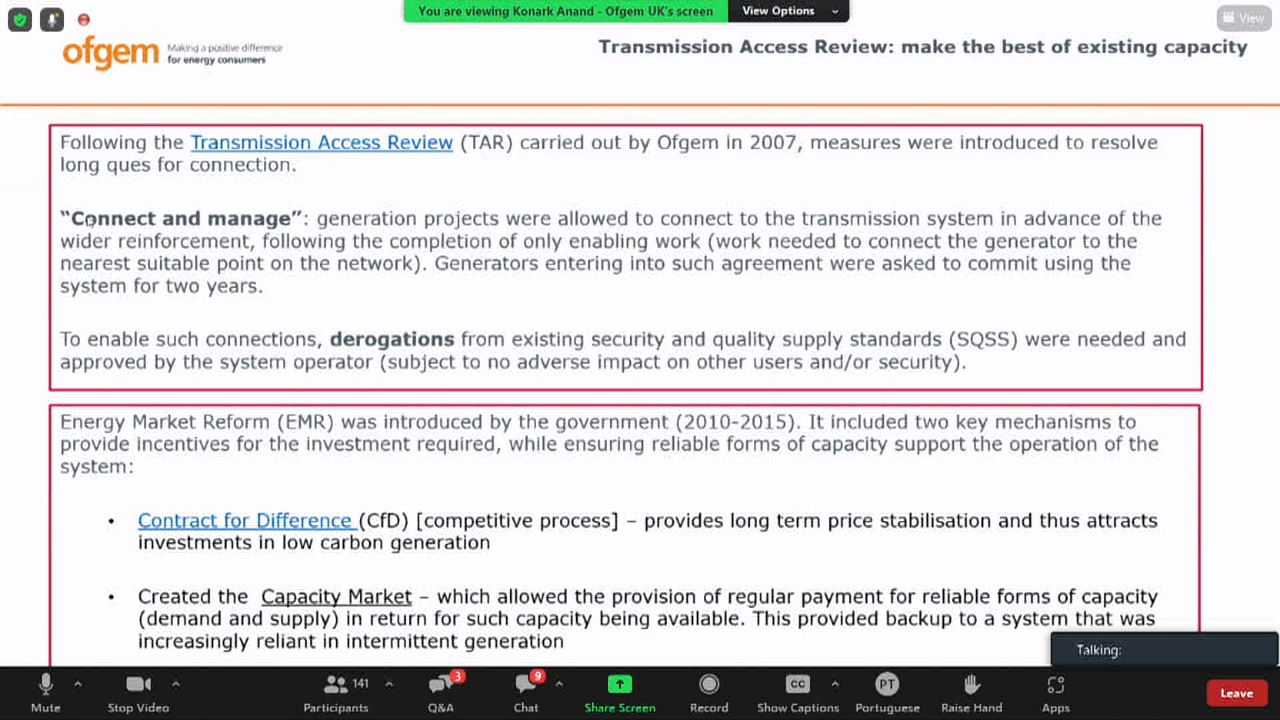 You are viewing Konark Anand - Ofgem UK's screen
View Options
View
ofgem
Making a positive difference
for energy consumers
Transmission Access Review: make the best of existing capacity
Following the Transmission Access Review (TAR) carried out by Ofgem in 2007, measures were introduced to resolve
long ques for connection.
“Connect and manage”: generation projects were allowed to connect to the transmission system in advance of the
wider reinforcement, following the completion of only enabling work (work needed to connect the generator to the
nearest suitable point on the network). Generators entering into such agreement were asked to commit using the
system for two years.
To enable such connections, derogations from existing security and quality supply standards (SQSS) were needed and
approved by the system operator (subject to no adverse impact on other users and/or security).
Energy Market Reform (EMR) was introduced by the government (2010-2015). It included two key mechanisms to
provide incentives for the investment required, while ensuring reliable forms of capacity support the operation of the
system:
• Contract for Difference (CfD) [competitive process] – provides long term price stabilisation and thus attracts
investments in low carbon generation
• Created the Capacity Market – which allowed the provision of regular payment for reliable forms of capacity
(demand and supply) in return for such capacity being available. This provided backup to a system that was
increasingly reliant in intermittent generation
Talking:
141
3
9
CC
PT
Mute
Stop Video
Participants
Q&A
Chat
Share Screen
Record
Show Captions
Portuguese
Raise Hand
Apps
Leave